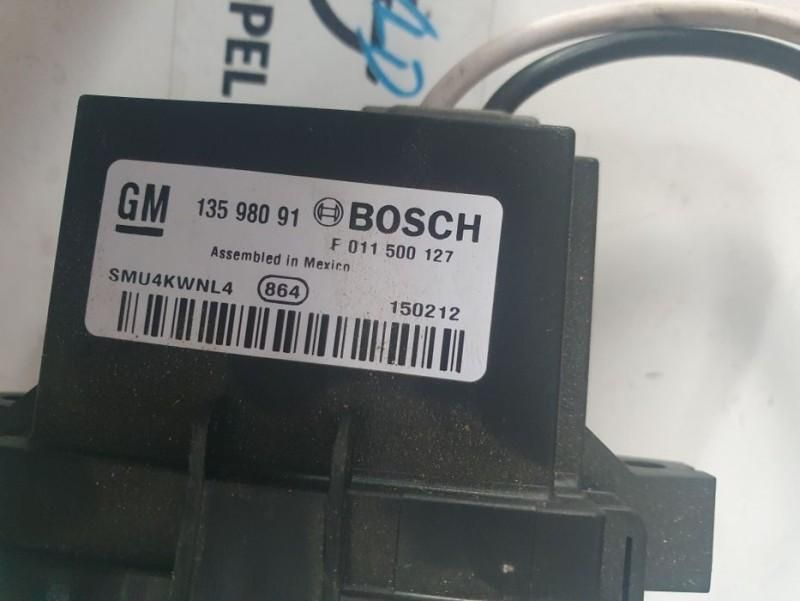 PEL
GM 135 980 91 BOSCH
F 011 500 127
Assembled in Mexico
SMU4KWNL4 864 150212